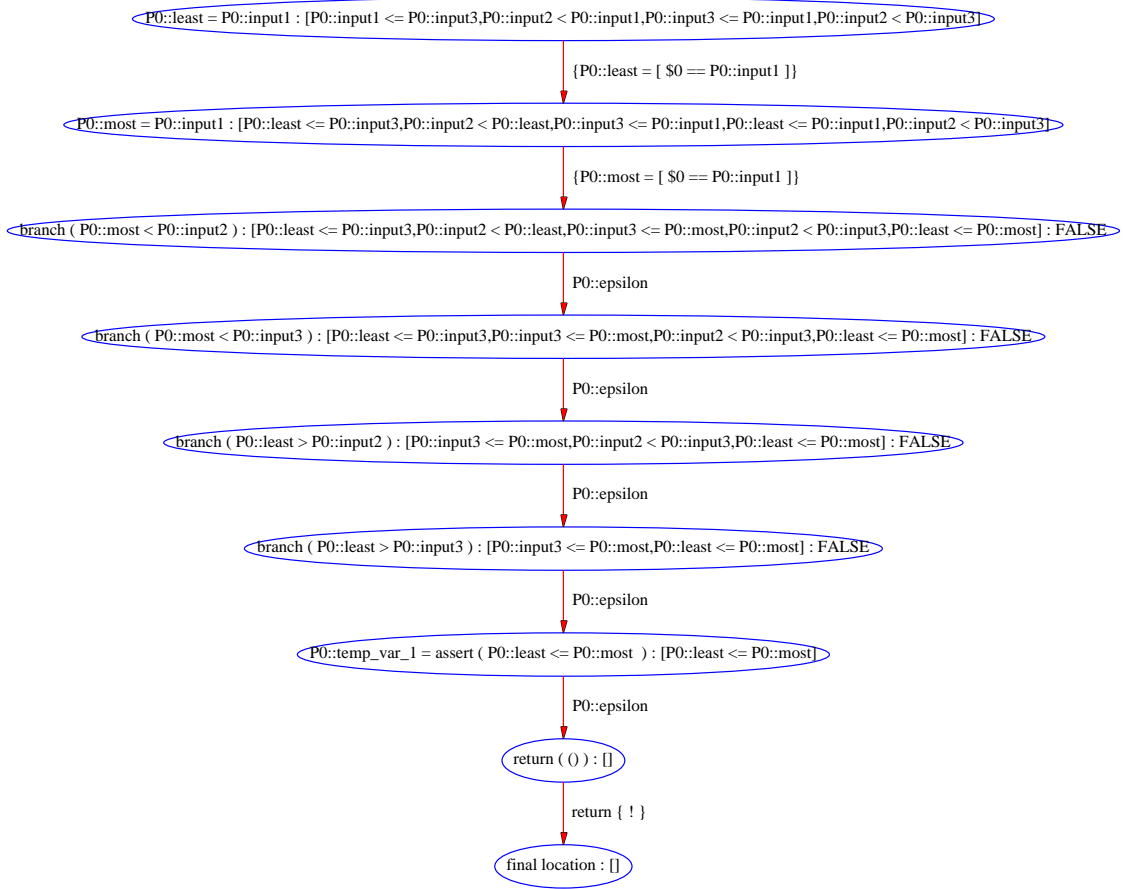 P0::least = P0::input1 : [P0::input1 <= P0::input3,P0::input2 < P0::input1,P0::input3 <= P0::input1,P0::input2 < P0::input3]
{P0::least = [ $0 == P0::input1 ]}
P0::most = P0::input1 : [P0::least <= P0::input3,P0::input2 < P0::least,P0::input3 <= P0::input1,P0::least <= P0::input1,P0::input2 < P0::input3]
{P0::most = [ $0 == P0::input1 ]}
branch ( P0::most < P0::input2 ) : [P0::least <= P0::input3,P0::input2 < P0::least,P0::input3 <= P0::most,P0::input2 < P0::input3,P0::least <= P0::most] : FALSE
P0::epsilon
branch ( P0::most < P0::input3 ) : [P0::least <= P0::input3,P0::input3 <= P0::most,P0::input2 < P0::input3,P0::least <= P0::most] : FALSE
P0::epsilon
branch ( P0::least > P0::input2 ) : [P0::input3 <= P0::most,P0::input2 < P0::input3,P0::least <= P0::most] : FALSE
P0::epsilon
branch ( P0::least > P0::input3 ) : [P0::input3 <= P0::most,P0::least <= P0::most] : FALSE
P0::epsilon
P0::temp_var_1 = assert ( P0::least <= P0::most  ) : [P0::least <= P0::most]
P0::epsilon
return ( () ) : []
return { ! }
final location : []